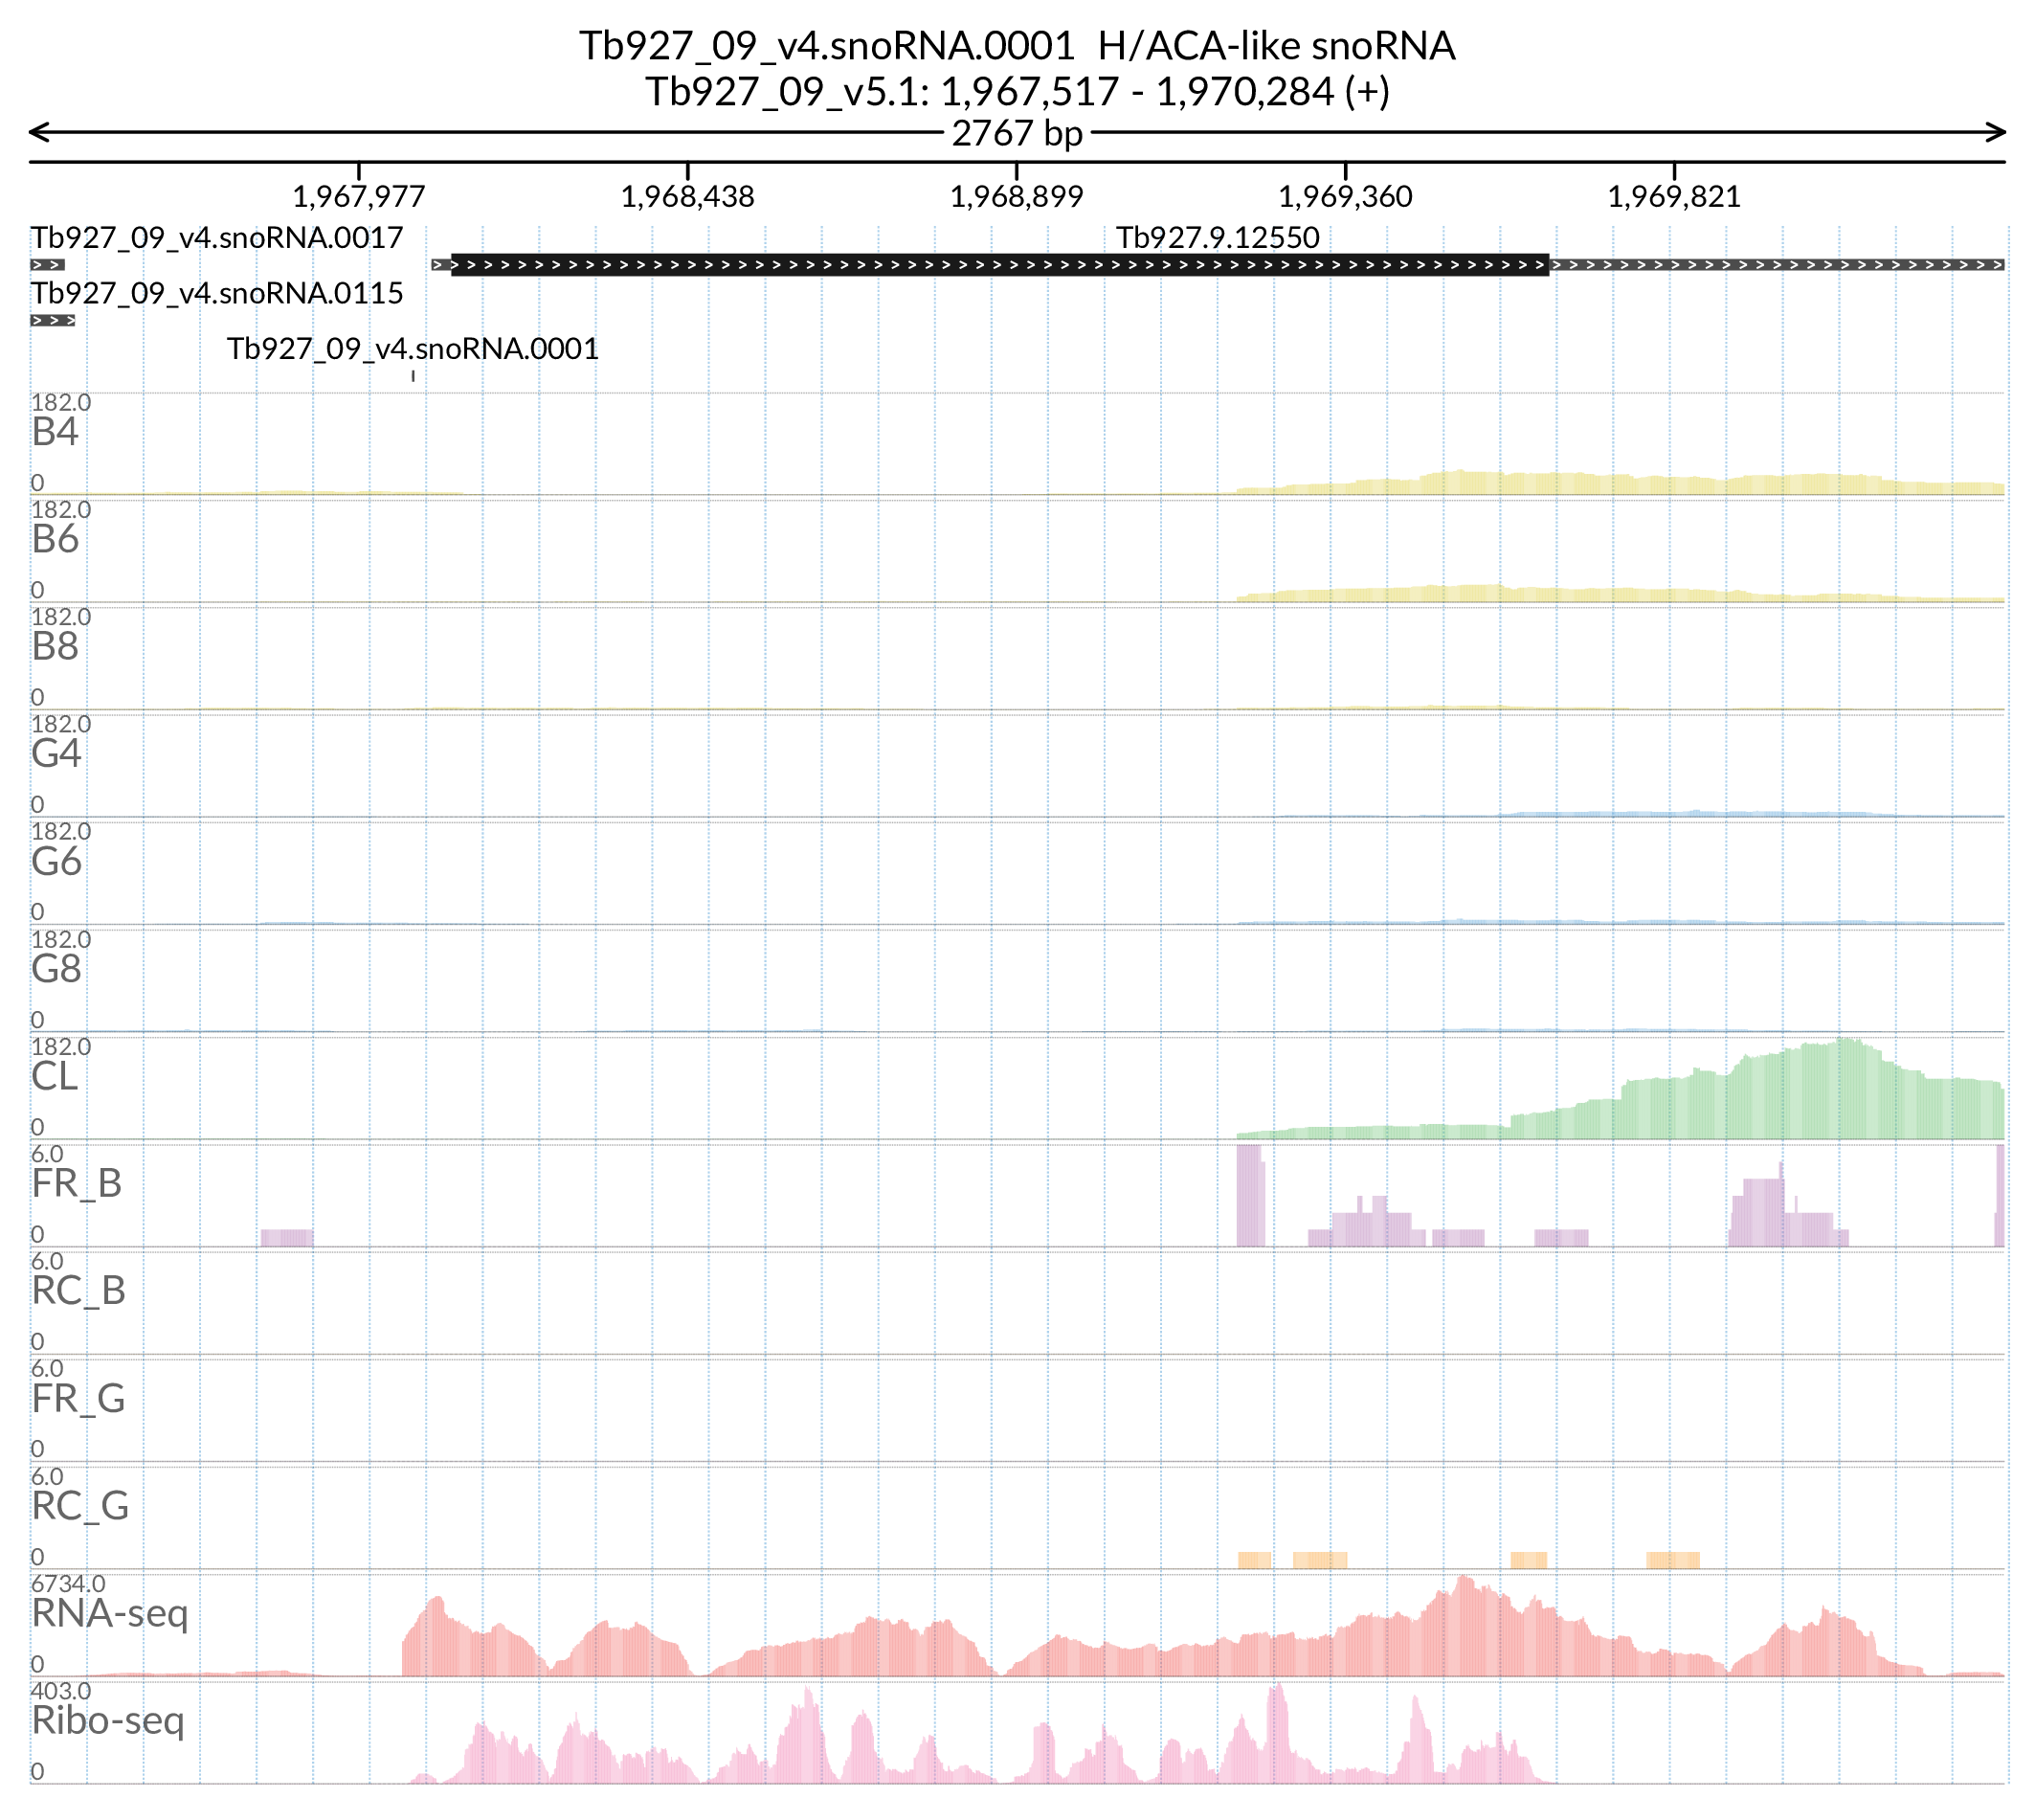 Tb927_09_v4.snoRNA.0001 H/ACA-like snoRNA
Tb927_09_v5.1: 1,967,517 - 1,970,284 (+)
2767 bp
1,967,977 1,968,438 1,968,899 1,969,360 1,969,821
Tb927_09_v4.snoRNA.0017 Tb927.9.12550
Tb927_09_v4.snoRNA.0115
Tb927_09_v4.snoRNA.0001
182.0
B4
0
182.0
B6
0
182.0
B8
0
182.0
G4
0
182.0
G6
0
182.0
G8
0
182.0
CL
0
6.0
FR_B
0
6.0
RC_B
0
6.0
FR_G
0
6.0
RC_G
0
6734.0
RNA-seq
0
403.0
Ribo-seq
0